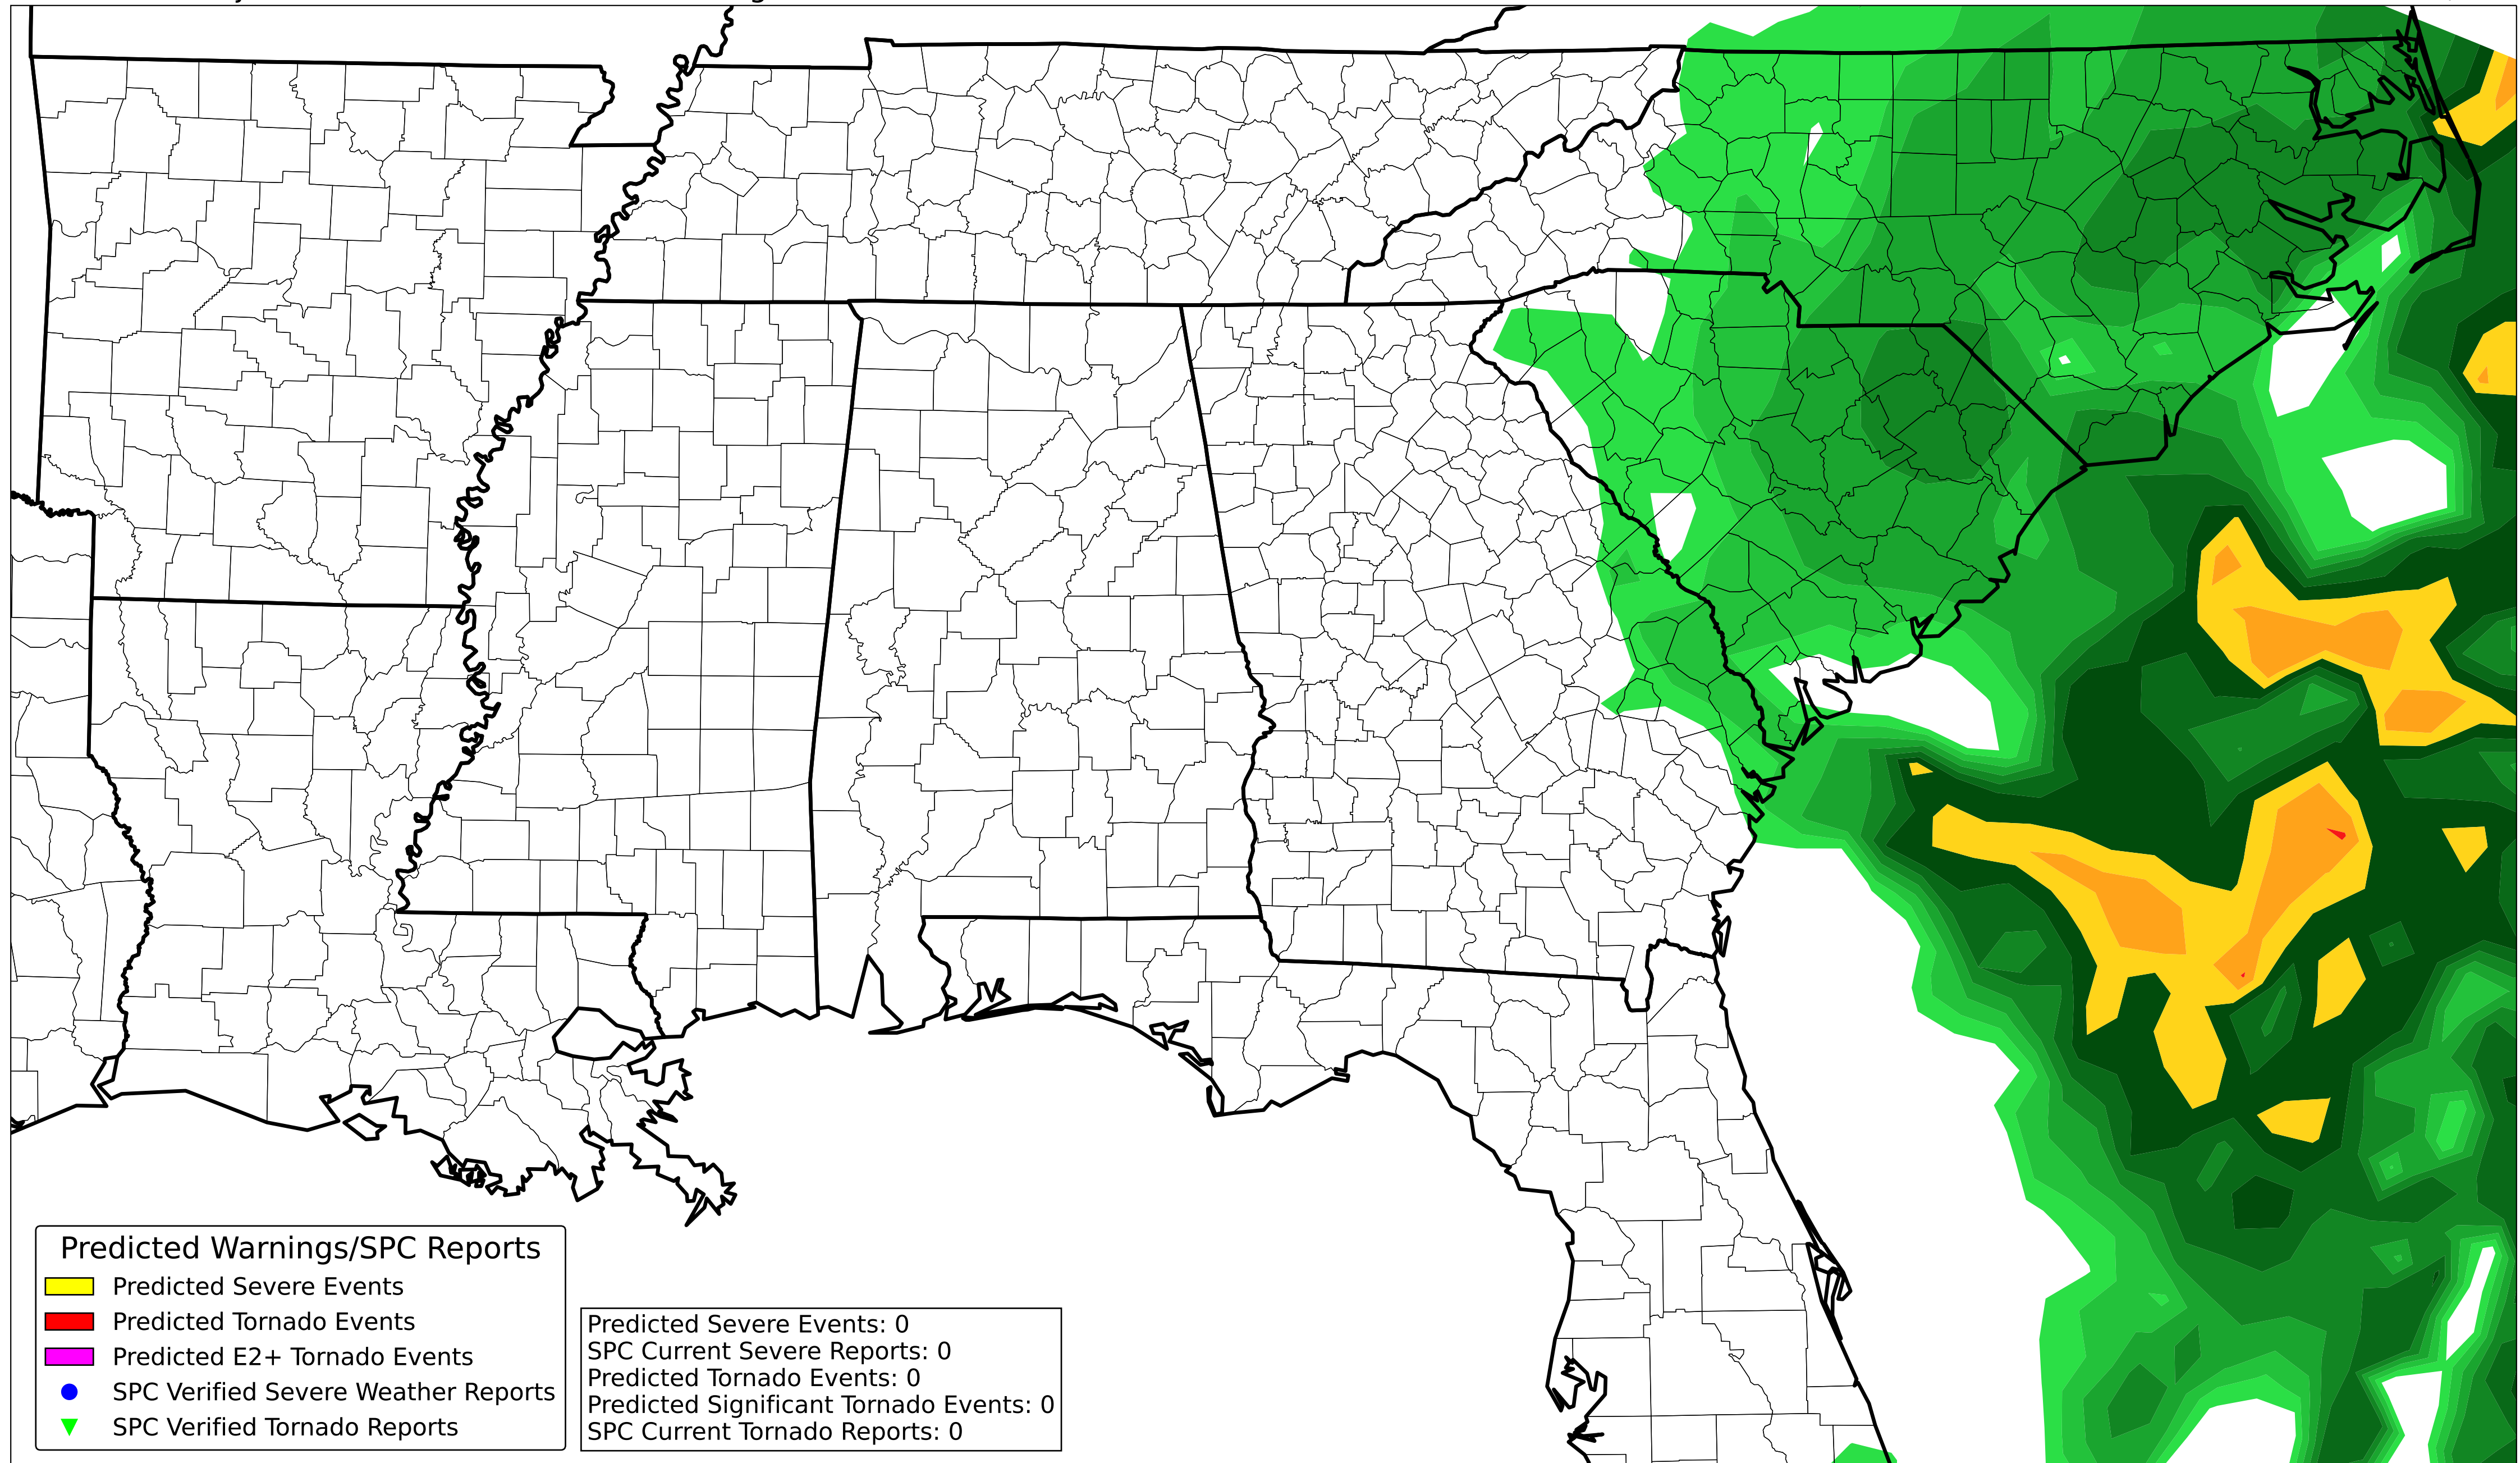 Predicted Warnings/SPC Reports
Predicted Severe Events
Predicted Tornado Events
Predicted E2+ Tornado Events
SPC Verified Severe Weather Reports
SPC Verified Tornado Reports
Predicted Severe Events: 0
SPC Current Severe Reports: 0
Predicted Tornado Events: 0
Predicted Significant Tornado Events: 0
SPC Current Tornado Reports: 0